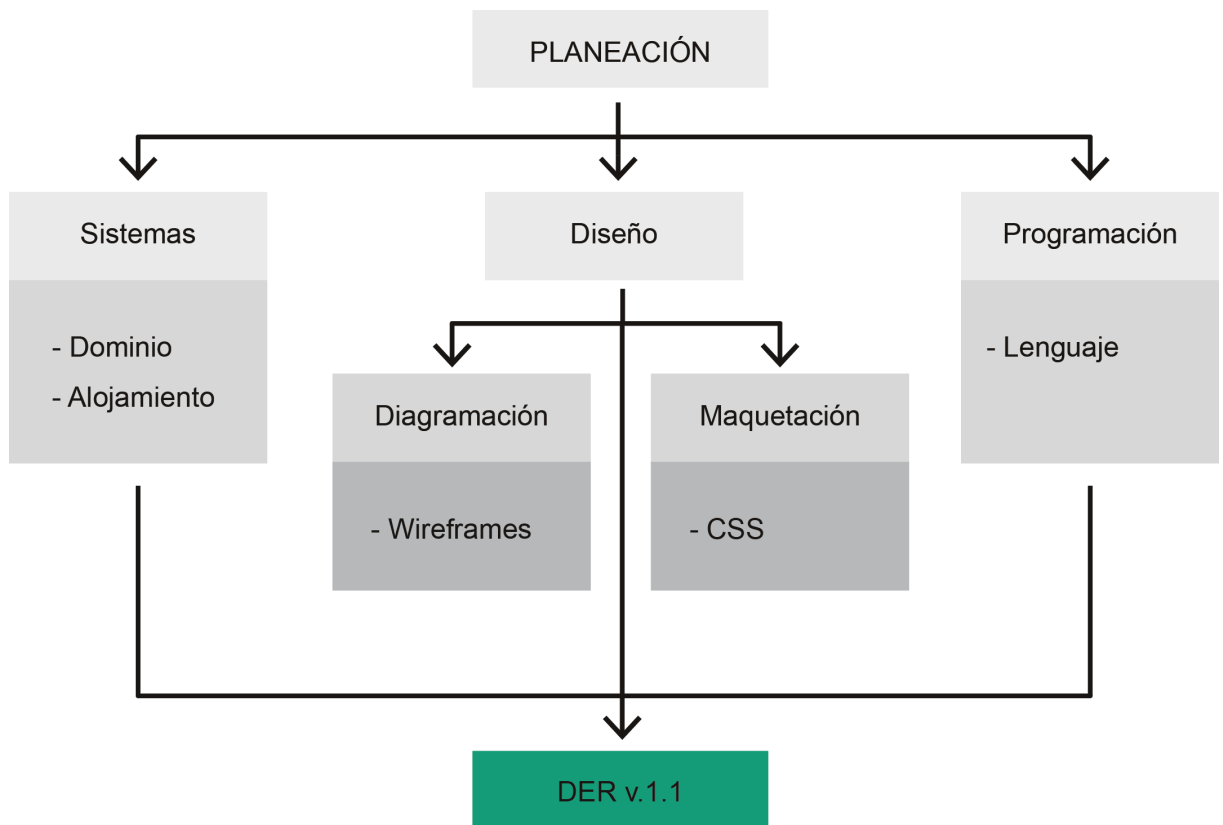 PLANEACIÓN
Sistemas
- Dominio
- Alojamiento
Diseño
Diagramación
- Wireframes
Maquetación
- CSS
Programación
- Lenguaje
DER v.1.1